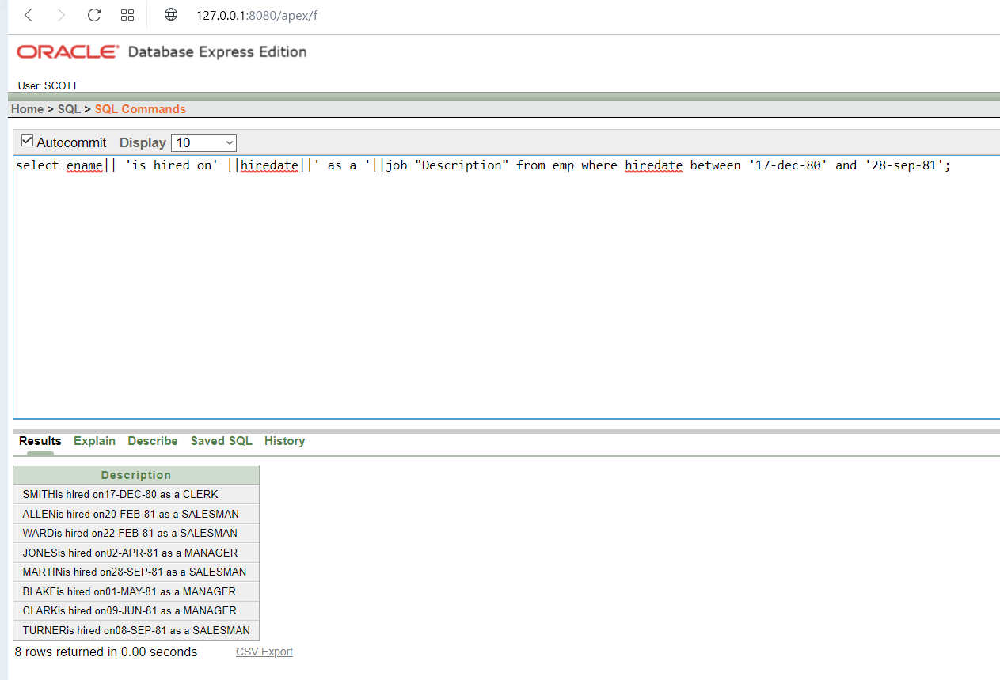 127.0.0.1:8080/apex/f
ORACLE Database Express Edition
User: SCOTT
Home > SQL > SQL Commands
Autocommit Display 10
select ename|| 'is hired on' ||hiredate||' as a '||job "Description" from emp where hiredate between '17-dec-80' and '28-sep-81';
Results Explain Describe Saved SQL History
Description
SMITHis hired on17-DEC-80 as a CLERK
ALLENis hired on20-FEB-81 as a SALESMAN
WARDis hired on22-FEB-81 as a SALESMAN
JONESis hired on02-APR-81 as a MANAGER
MARTINis hired on28-SEP-81 as a SALESMAN
BLAKEis hired on01-MAY-81 as a MANAGER
CLARKis hired on09-JUN-81 as a MANAGER
TURNERis hired on08-SEP-81 as a SALESMAN
8 rows returned in 0.00 seconds CSV Export